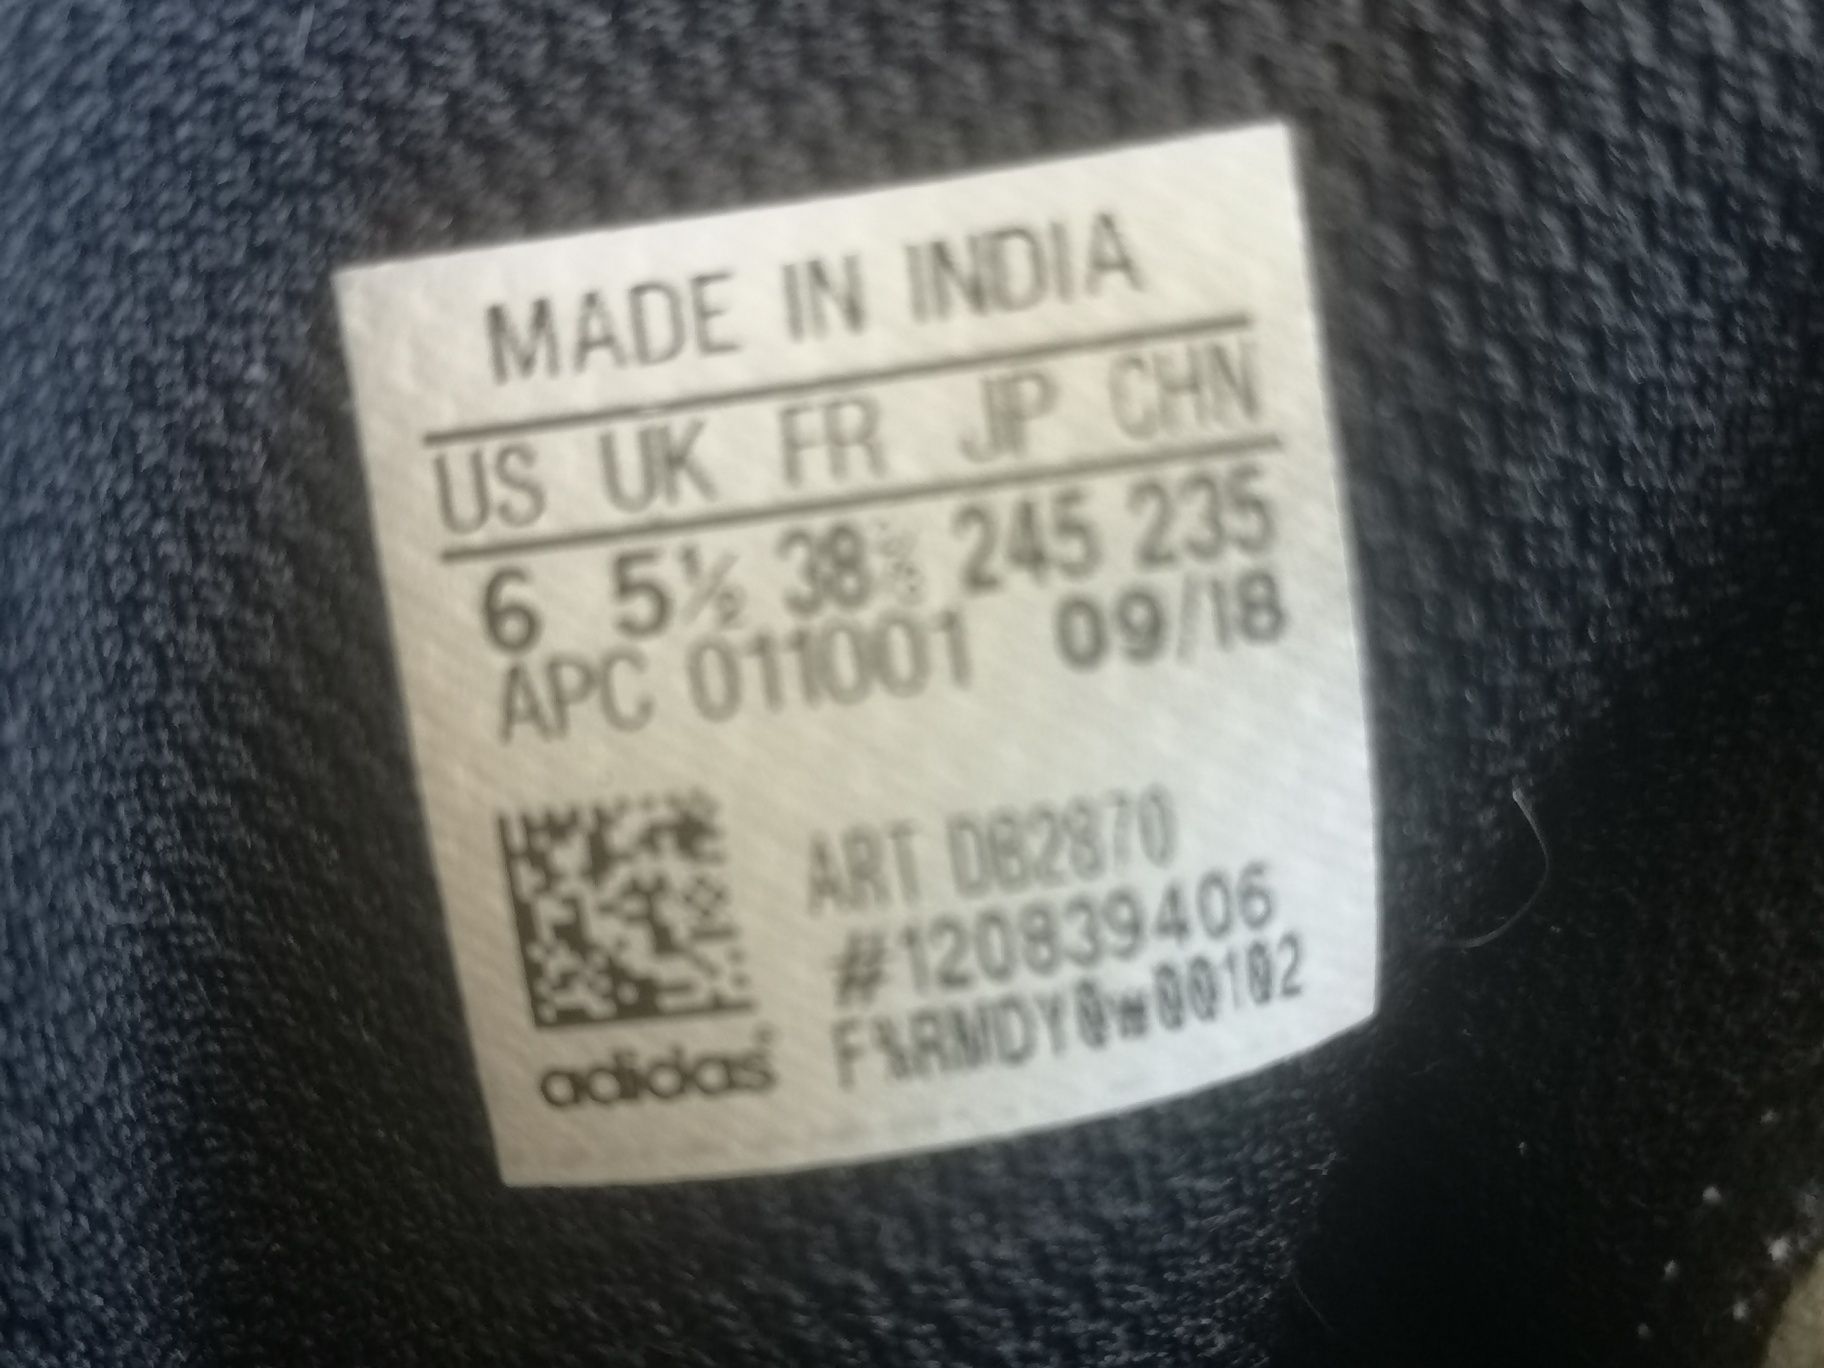 MADE IN INDIA
US UK FR JP CHN
6 5½ 38⅔ 245 235
APC 011001 09/18
ART DB2870
#120839406
adidas